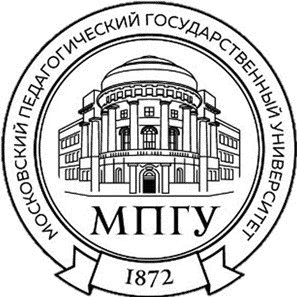 МОСКОВСКИЙ ПЕДАГОГИЧЕСКИЙ ГОСУДАРСТВЕННЫЙ УНИВЕРСИТЕТ
МПГУ
1872